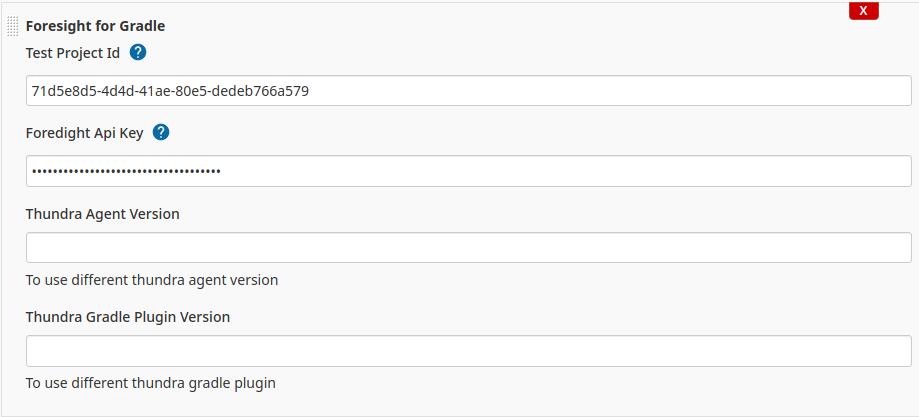 X
Foresight for Gradle
Test Project Id ?
71d5e8d5-4d4d-41ae-80e5-dedeb766a579
Foredight Api Key ?
••••••••••••••••••••••••••••••••••••
Thundra Agent Version
To use different thundra agent version
Thundra Gradle Plugin Version
To use different thundra gradle plugin